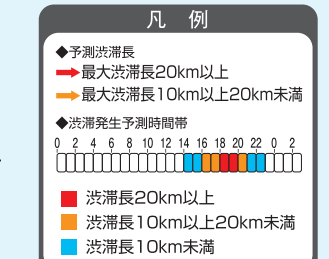 凡 例
◆予測渋滞長
最大渋滞長20km以上
最大渋滞長10km以上20km未満
◆渋滞発生予測時間帯
0 2 4 6 8 10 12 14 16 18 20 22 0 2
渋滞長20km以上
渋滞長10km以上20km未満
渋滞長10km未満